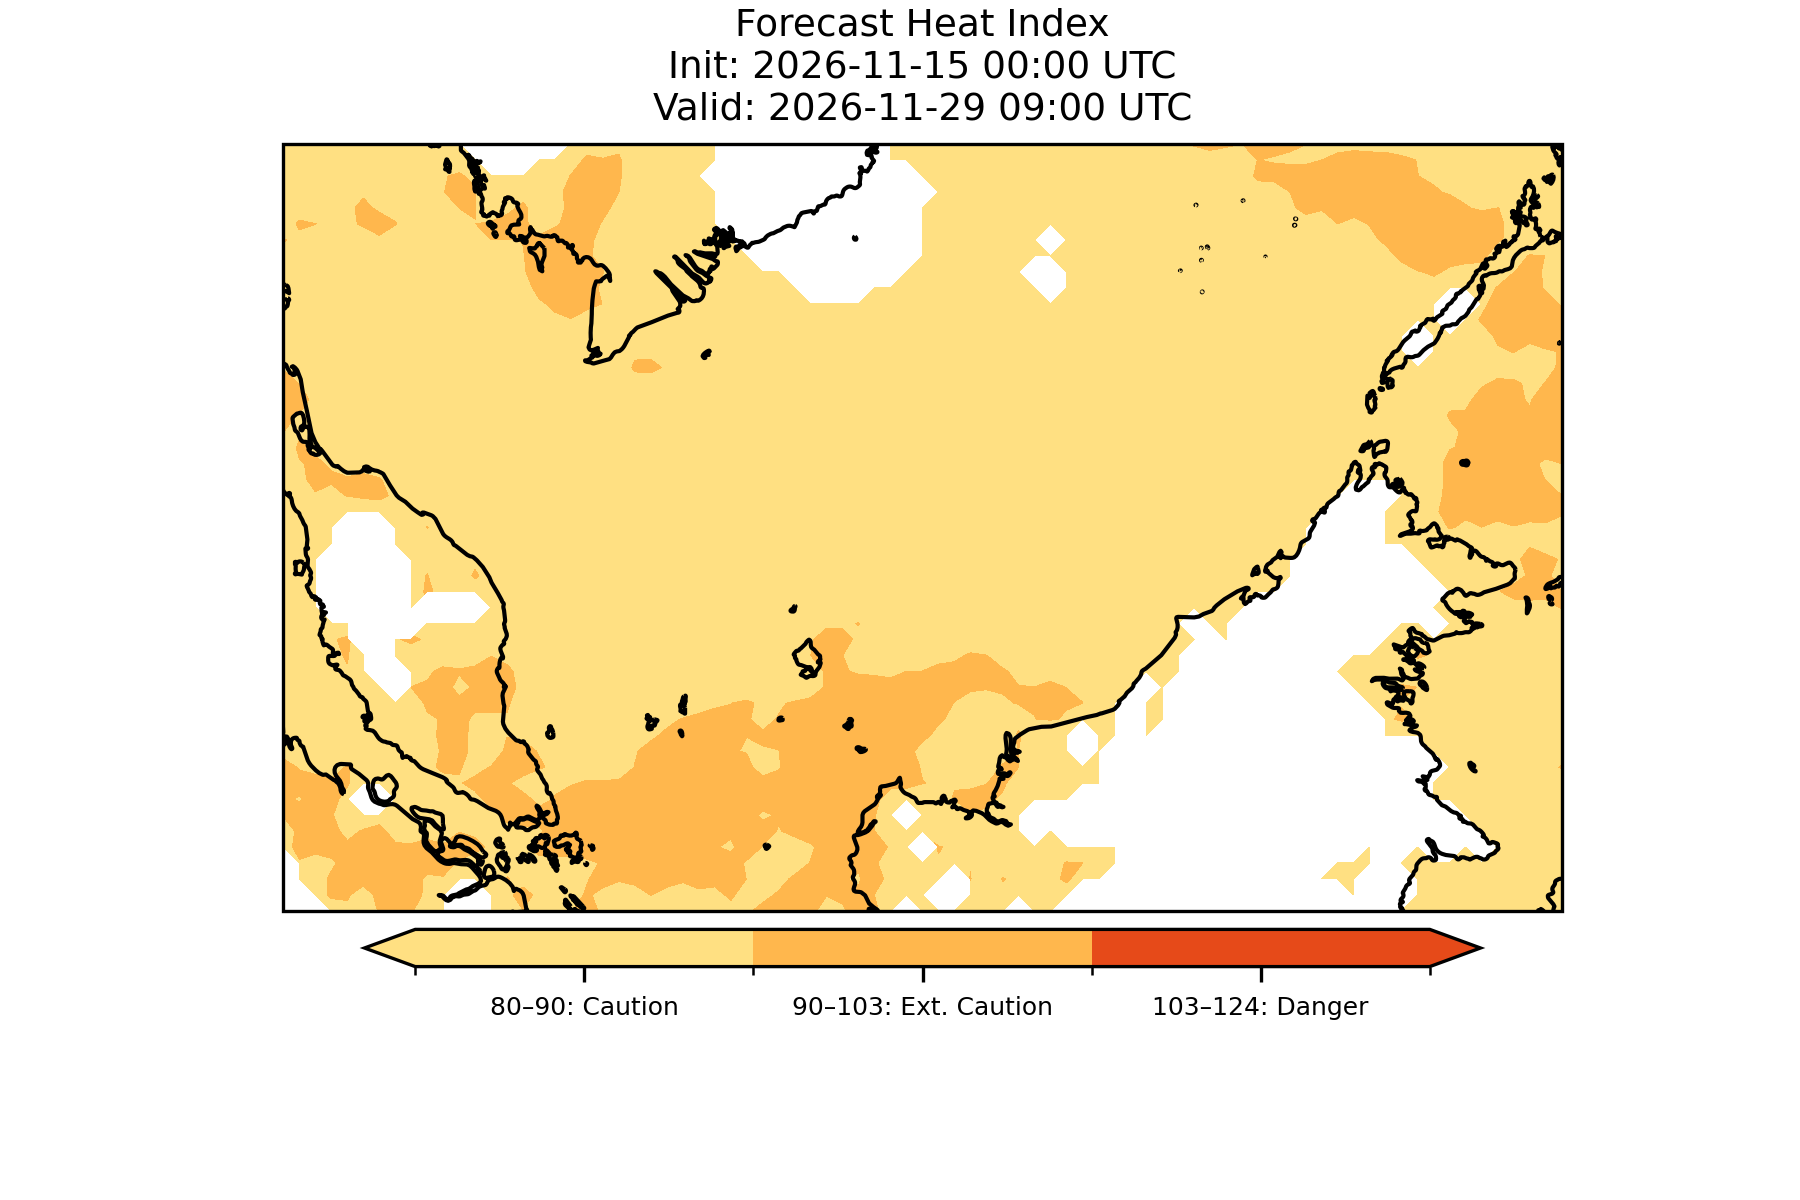 Forecast Heat Index
Init: 2026-11-15 00:00 UTC
Valid: 2026-11-29 09:00 UTC
80–90: Caution
90–103: Ext. Caution
103–124: Danger